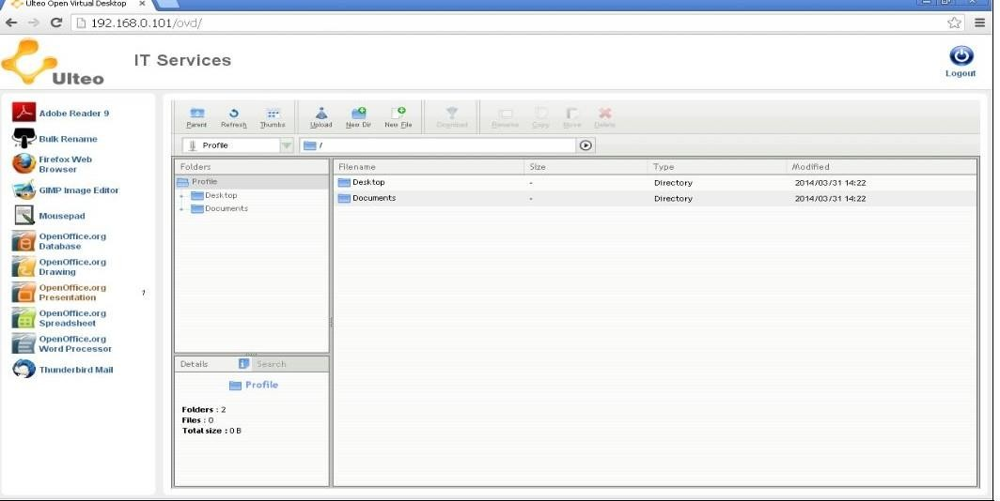 Ulteo Open Virtual Desktop
192.168.0.101/ovd/
Ulteo
IT Services
Logout
Adobe Reader 9
Bulk Rename
Firefox Web
Browser
GIMP Image Editor
Mousepad
OpenOffice.org
Database
OpenOffice.org
Drawing
OpenOffice.org
Presentation
1
OpenOffice.org
Spreadsheet
OpenOffice.org
Word Processor
Thunderbird Mail
Parent Refresh Thumbs Upload New Dir New File Download Rename Copy Move Delete
Profile /
Folders
Profile
Desktop
Documents
Filename Size Type Modified
Desktop - Directory 2014/03/31 14:22
Documents - Directory 2014/03/31 14:22
Details Search
Profile
Folders : 2
Files : 0
Total size : 0 B